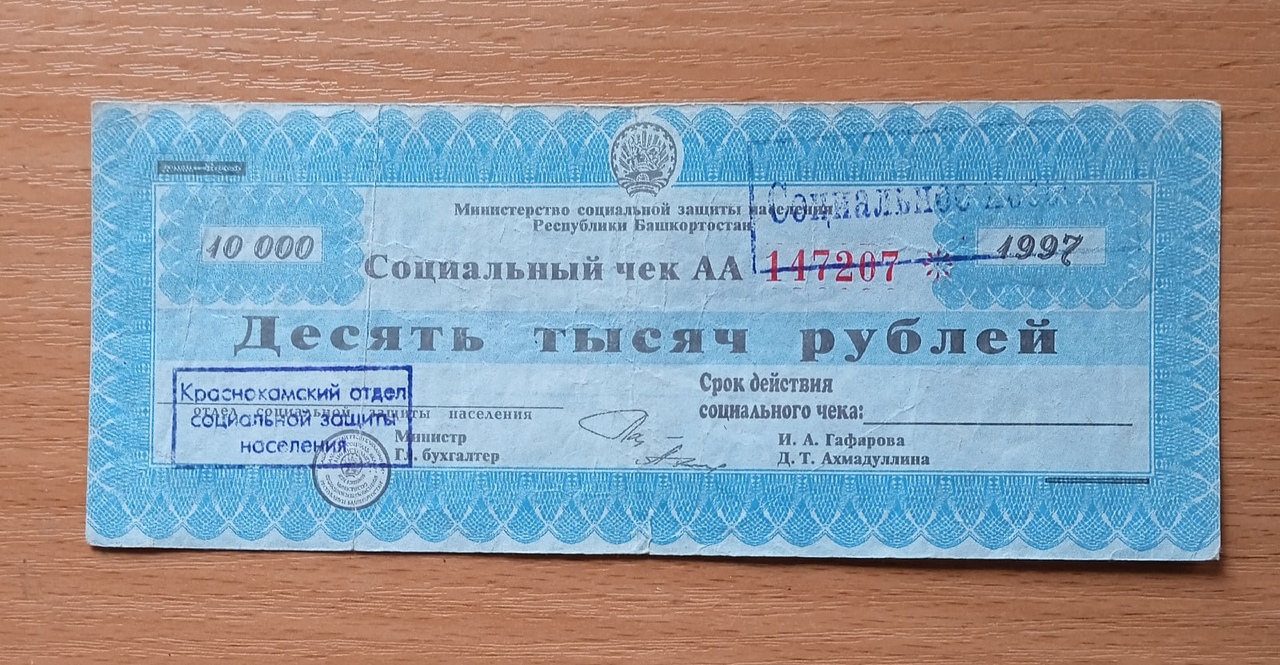 Министерство социальной защиты населения
Республики Башкортостан
Социальное
10 000
1997
Социальный чек АА 147207
Десять тысяч рублей
Краснокамский отдел
социальной защиты
населения
отдел социальной защиты населения
Срок действия
социального чека:
Министр
И. А. Гафарова
Гл. бухгалтер
Д. Т. Ахмадуллина